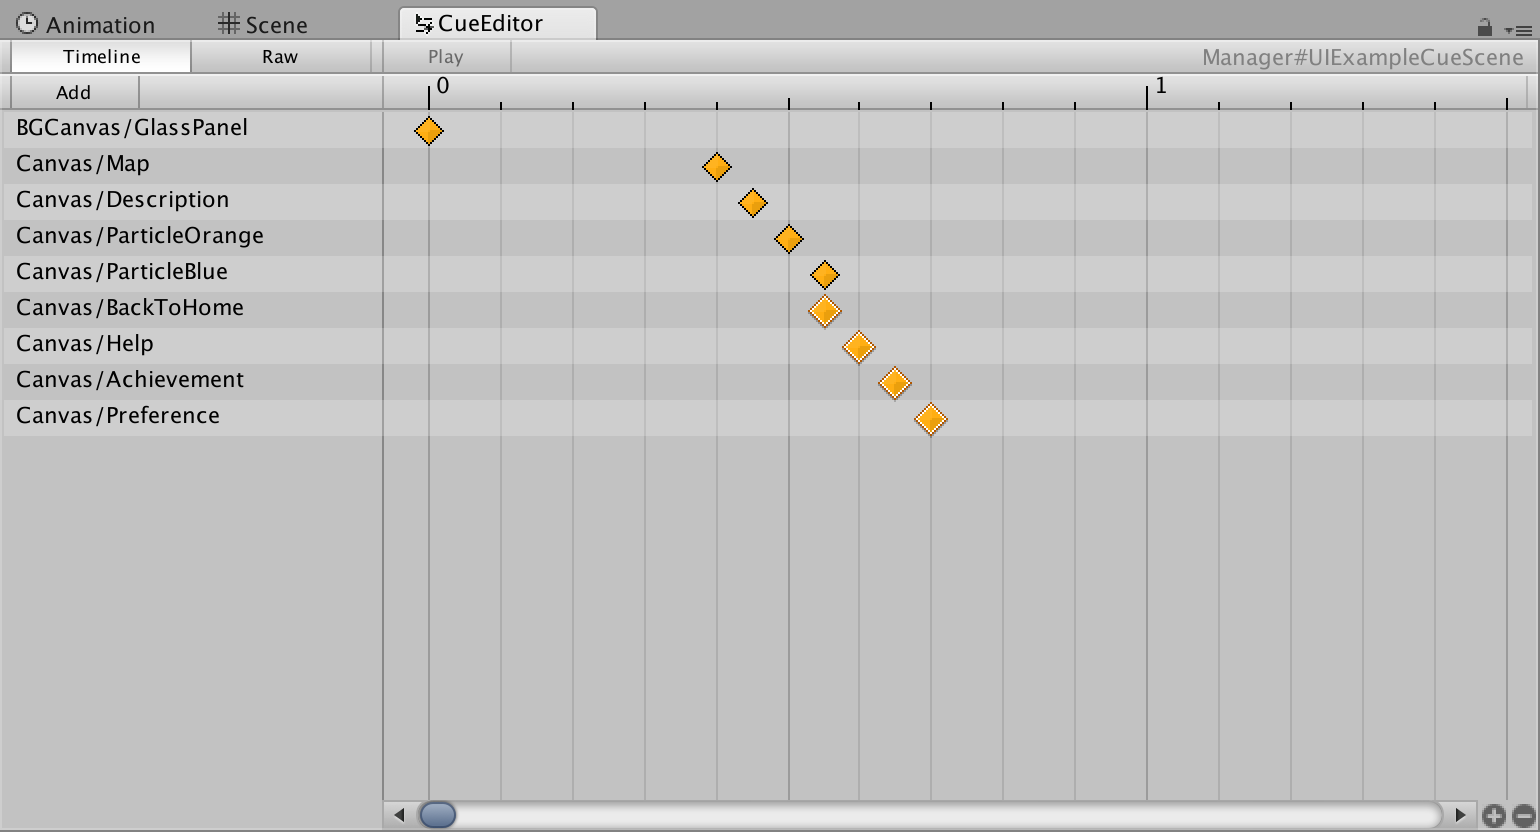 Animation Scene CueEditor
Timeline Raw Play Manager#UIExampleCueScene
Add 0 1
BGCanvas/GlassPanel
Canvas/Map
Canvas/Description
Canvas/ParticleOrange
Canvas/ParticleBlue
Canvas/BackToHome
Canvas/Help
Canvas/Achievement
Canvas/Preference